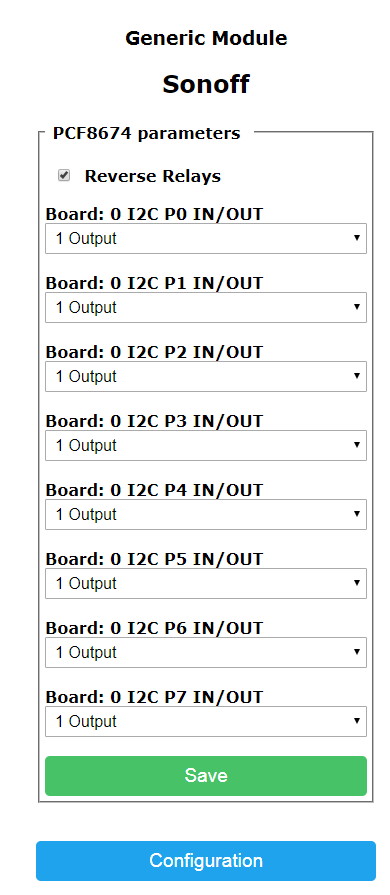 Generic Module
Sonoff
PCF8674 parameters
Reverse Relays
Board: 0 I2C P0 IN/OUT
1 Output
Board: 0 I2C P1 IN/OUT
1 Output
Board: 0 I2C P2 IN/OUT
1 Output
Board: 0 I2C P3 IN/OUT
1 Output
Board: 0 I2C P4 IN/OUT
1 Output
Board: 0 I2C P5 IN/OUT
1 Output
Board: 0 I2C P6 IN/OUT
1 Output
Board: 0 I2C P7 IN/OUT
1 Output
Save
Configuration